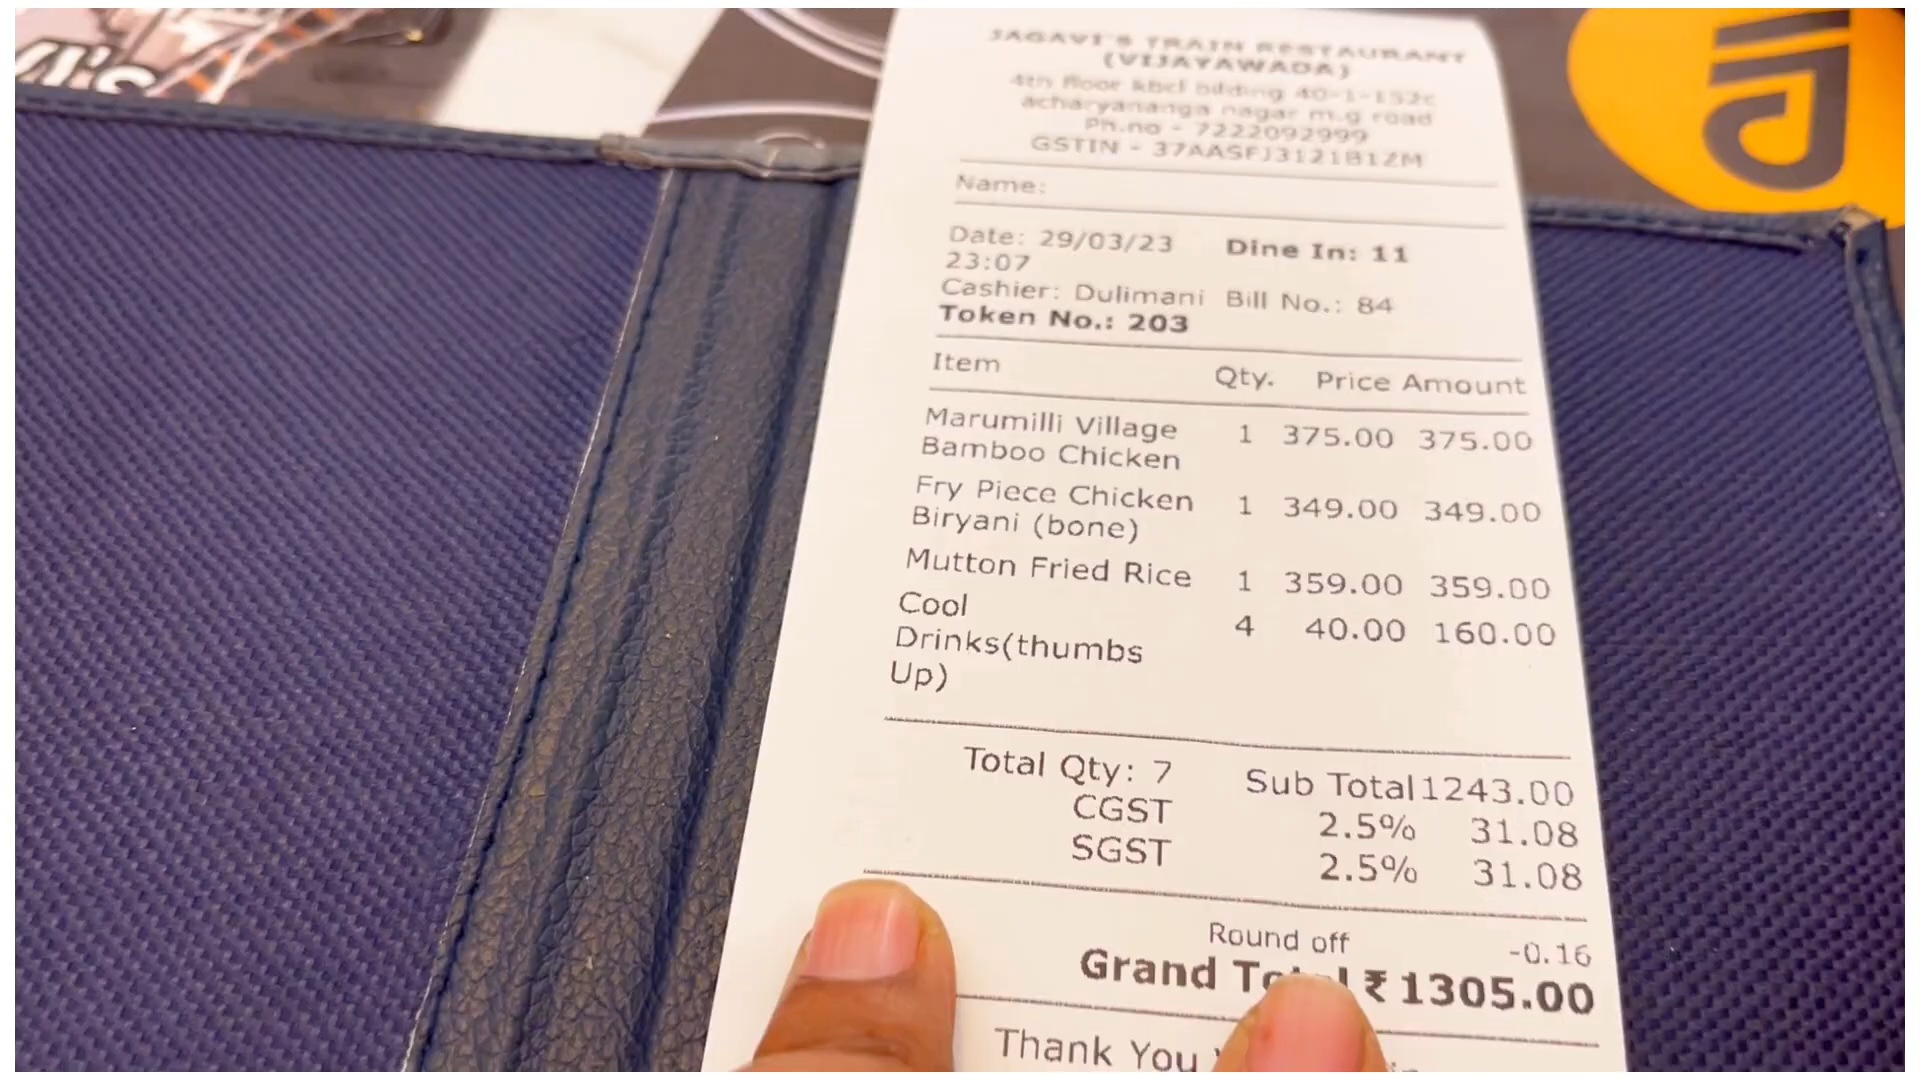 JAGAVI'S TRAIN RESTAURANT
(VIJAYAWADA)
4th floor kbcl bilding 40-1-152c
acharyananga nagar m.g road
Ph.no - 7222092999
GSTIN - 37AASFJ3121B1ZM
Name:
Date: 29/03/23 Dine In: 11
23:07
Cashier: Dulimani Bill No.: 84
Token No.: 203
Item Qty. Price Amount
Marumilli Village 1 375.00 375.00
Bamboo Chicken
Fry Piece Chicken 1 349.00 349.00
Biryani (bone)
Mutton Fried Rice 1 359.00 359.00
Cool 4 40.00 160.00
Drinks(thumbs
Up)
Total Qty: 7 Sub Total 1243.00
CGST 2.5% 31.08
SGST 2.5% 31.08
Round off -0.16
Grand Total ₹ 1305.00
Thank You